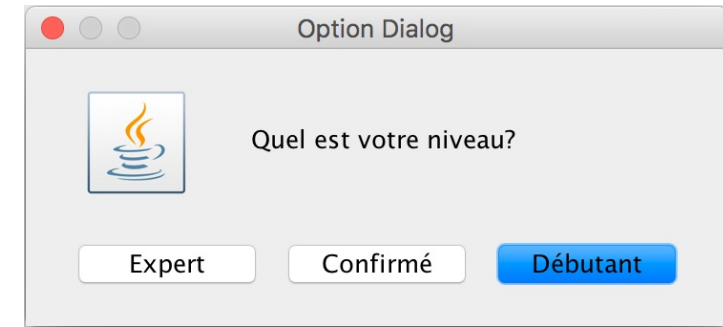 Option Dialog
Quel est votre niveau?
Expert Confirmé Débutant